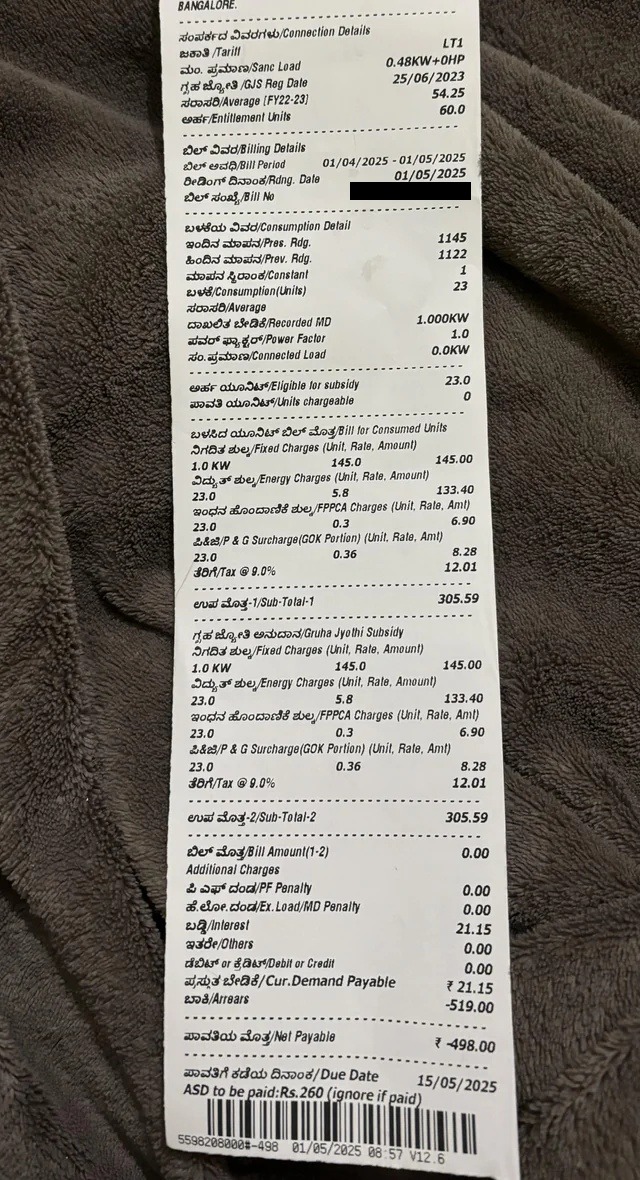 BANGALORE.
ಸಂಪರ್ಕದ ವಿವರಗಳು/Connection Details
ಜಕಾತಿ /Tariff LT1
ಮಂ. ಪ್ರಮಾಣ/Sanc Load 0.48KW+0HP
ಗೃಹ ಜ್ಯೋತಿ /GJS Reg Date 25/06/2023
ಸರಾಸರಿ/Average [FY22-23] 54.25
ಅರ್ಹ/Entitlement Units 60.0
ಬಿಲ್ ವಿವರ/Billing Details
ಬಿಲ್ ಅವಧಿ/Bill Period 01/04/2025 - 01/05/2025
ರೀಡಿಂಗ್ ದಿನಾಂಕ/Rdng. Date 01/05/2025
ಬಿಲ್ ಸಂಖ್ಯೆ/Bill No
ಬಳಕೆಯ ವಿವರ/Consumption Detail
ಇಂದಿನ ಮಾಪನ/Pres. Rdg. 1145
ಹಿಂದಿನ ಮಾಪನ/Prev. Rdg. 1122
ಮಾಪನ ಸ್ಥಿರಾಂಕ/Constant 1
ಬಳಕೆ/Consumption(Units) 23
ಸರಾಸರಿ/Average
ದಾಖಲಿತ ಬೇಡಿಕೆ/Recorded MD 1.000KW
ಪವರ್ ಫ್ಯಾಕ್ಟರ್/Power Factor 1.0
ಸಂ.ಪ್ರಮಾಣ/Connected Load 0.0KW
ಅರ್ಹ ಯೂನಿಟ್/Eligible for subsidy 23.0
ಪಾವತಿ ಯೂನಿಟ್/Units chargeable 0
ಬಳಸಿದ ಯೂನಿಟ್ ಬಿಲ್ ಮೊತ್ತ/Bill for Consumed Units
ನಿಗದಿತ ಶುಲ್ಕ/Fixed Charges (Unit, Rate, Amount)
1.0 KW 145.0 145.00
ವಿದ್ಯುತ್ ಶುಲ್ಕ/Energy Charges (Unit, Rate, Amount)
23.0 5.8 133.40
ಇಂಧನ ಹೊಂದಾಣಿಕೆ ಶುಲ್ಕ/FPPCA Charges (Unit, Rate, Amt)
23.0 0.3 6.90
ಪಿ&ಜಿ/P & G Surcharge(GOK Portion) (Unit, Rate, Amt)
23.0 0.36 8.28
ತೆರಿಗೆ/Tax @ 9.0% 12.01
ಉಪ ಮೊತ್ತ-1/Sub-Total-1 305.59
ಗೃಹ ಜ್ಯೋತಿ ಅನುದಾನ/Gruha Jyothi Subsidy
ನಿಗದಿತ ಶುಲ್ಕ/Fixed Charges (Unit, Rate, Amount)
1.0 KW 145.0 145.00
ವಿದ್ಯುತ್ ಶುಲ್ಕ/Energy Charges (Unit, Rate, Amount)
23.0 5.8 133.40
ಇಂಧನ ಹೊಂದಾಣಿಕೆ ಶುಲ್ಕ/FPPCA Charges (Unit, Rate, Amt)
23.0 0.3 6.90
ಪಿ&ಜಿ/P & G Surcharge(GOK Portion) (Unit, Rate, Amt)
23.0 0.36 8.28
ತೆರಿಗೆ/Tax @ 9.0% 12.01
ಉಪ ಮೊತ್ತ-2/Sub-Total-2 305.59
ಬಿಲ್ ಮೊತ್ತ/Bill Amount(1-2) 0.00
Additional Charges
ಪಿ ಎಫ್ ದಂಡ/PF Penalty 0.00
ಹೆ.ಲೋ.ದಂಡ/Ex.Load/MD Penalty 0.00
ಬಡ್ಡಿ/Interest 21.15
ಇತರೇ/Others 0.00
ಡೆಬಿಟ್ or ಕ್ರೆಡಿಟ್/Debit or Credit 0.00
ಪ್ರಸ್ತುತ ಬೇಡಿಕೆ/Cur.Demand Payable ₹ 21.15
ಬಾಕಿ/Arrears -519.00
ಪಾವತಿಯ ಮೊತ್ತ/Net Payable ₹ -498.00
ಪಾವತಿಗೆ ಕಡೆಯ ದಿನಾಂಕ/Due Date 15/05/2025
ASD to be paid:Rs.260 (ignore if paid)
5598208000#-498 01/05/2025 08:57 V12.6